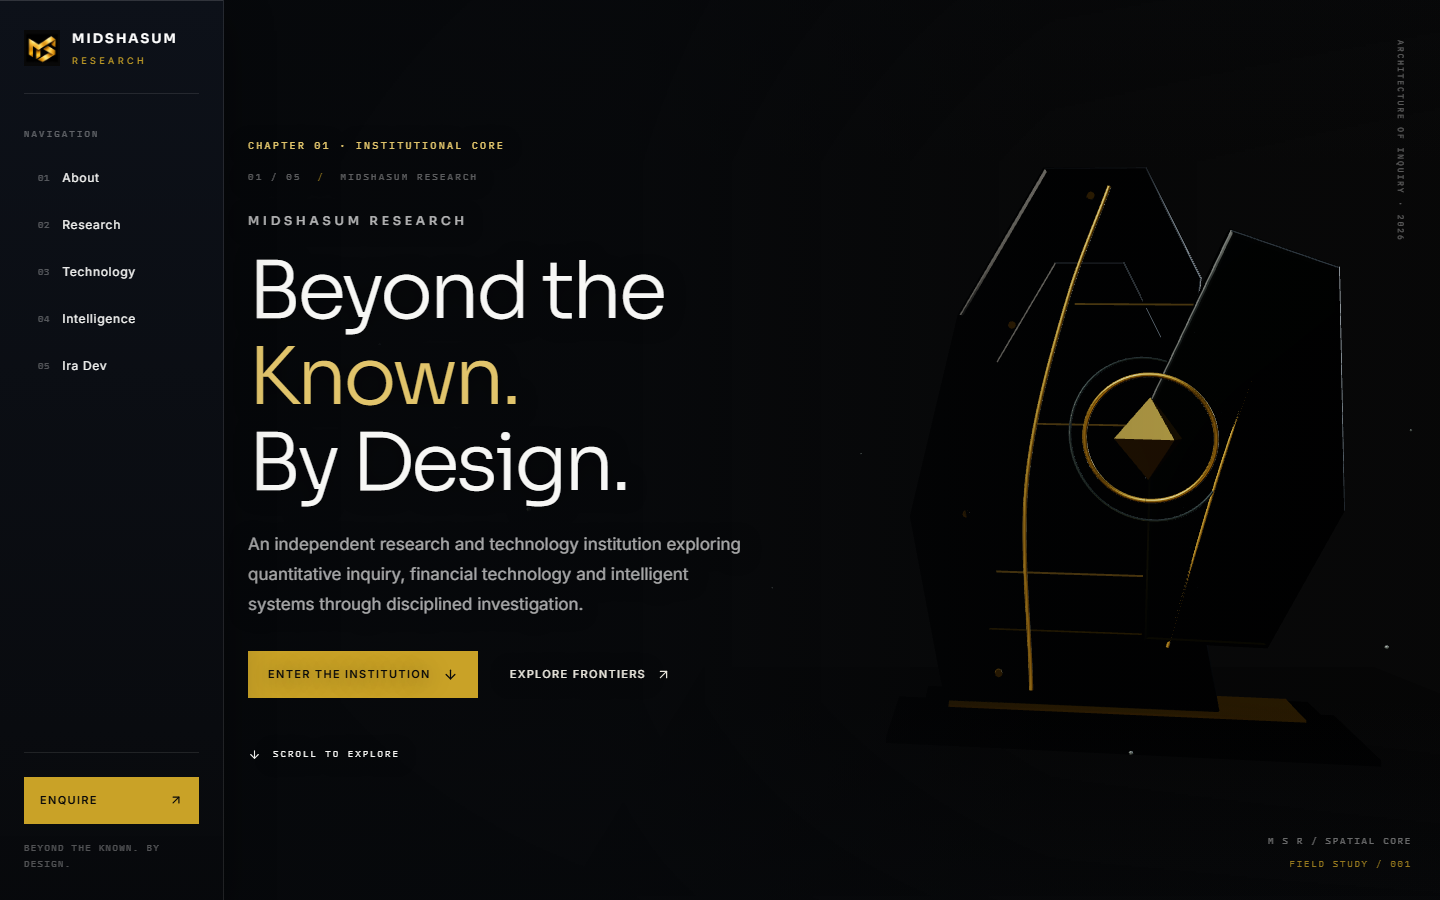 MIDSHASUM
RESEARCH
NAVIGATION
01 About
02 Research
03 Technology
04 Intelligence
05 Ira Dev
ENQUIRE
BEYOND THE KNOWN. BY
DESIGN.
CHAPTER 01 · INSTITUTIONAL CORE
01 / 05 / MIDSHASUM RESEARCH
MIDSHASUM RESEARCH
Beyond the
Known.
By Design.
An independent research and technology institution exploring
quantitative inquiry, financial technology and intelligent
systems through disciplined investigation.
ENTER THE INSTITUTION ↓
EXPLORE FRONTIERS ↗
↓ SCROLL TO EXPLORE
ARCHITECTURE OF INQUIRY · 2026
M S R / SPATIAL CORE
FIELD STUDY / 001